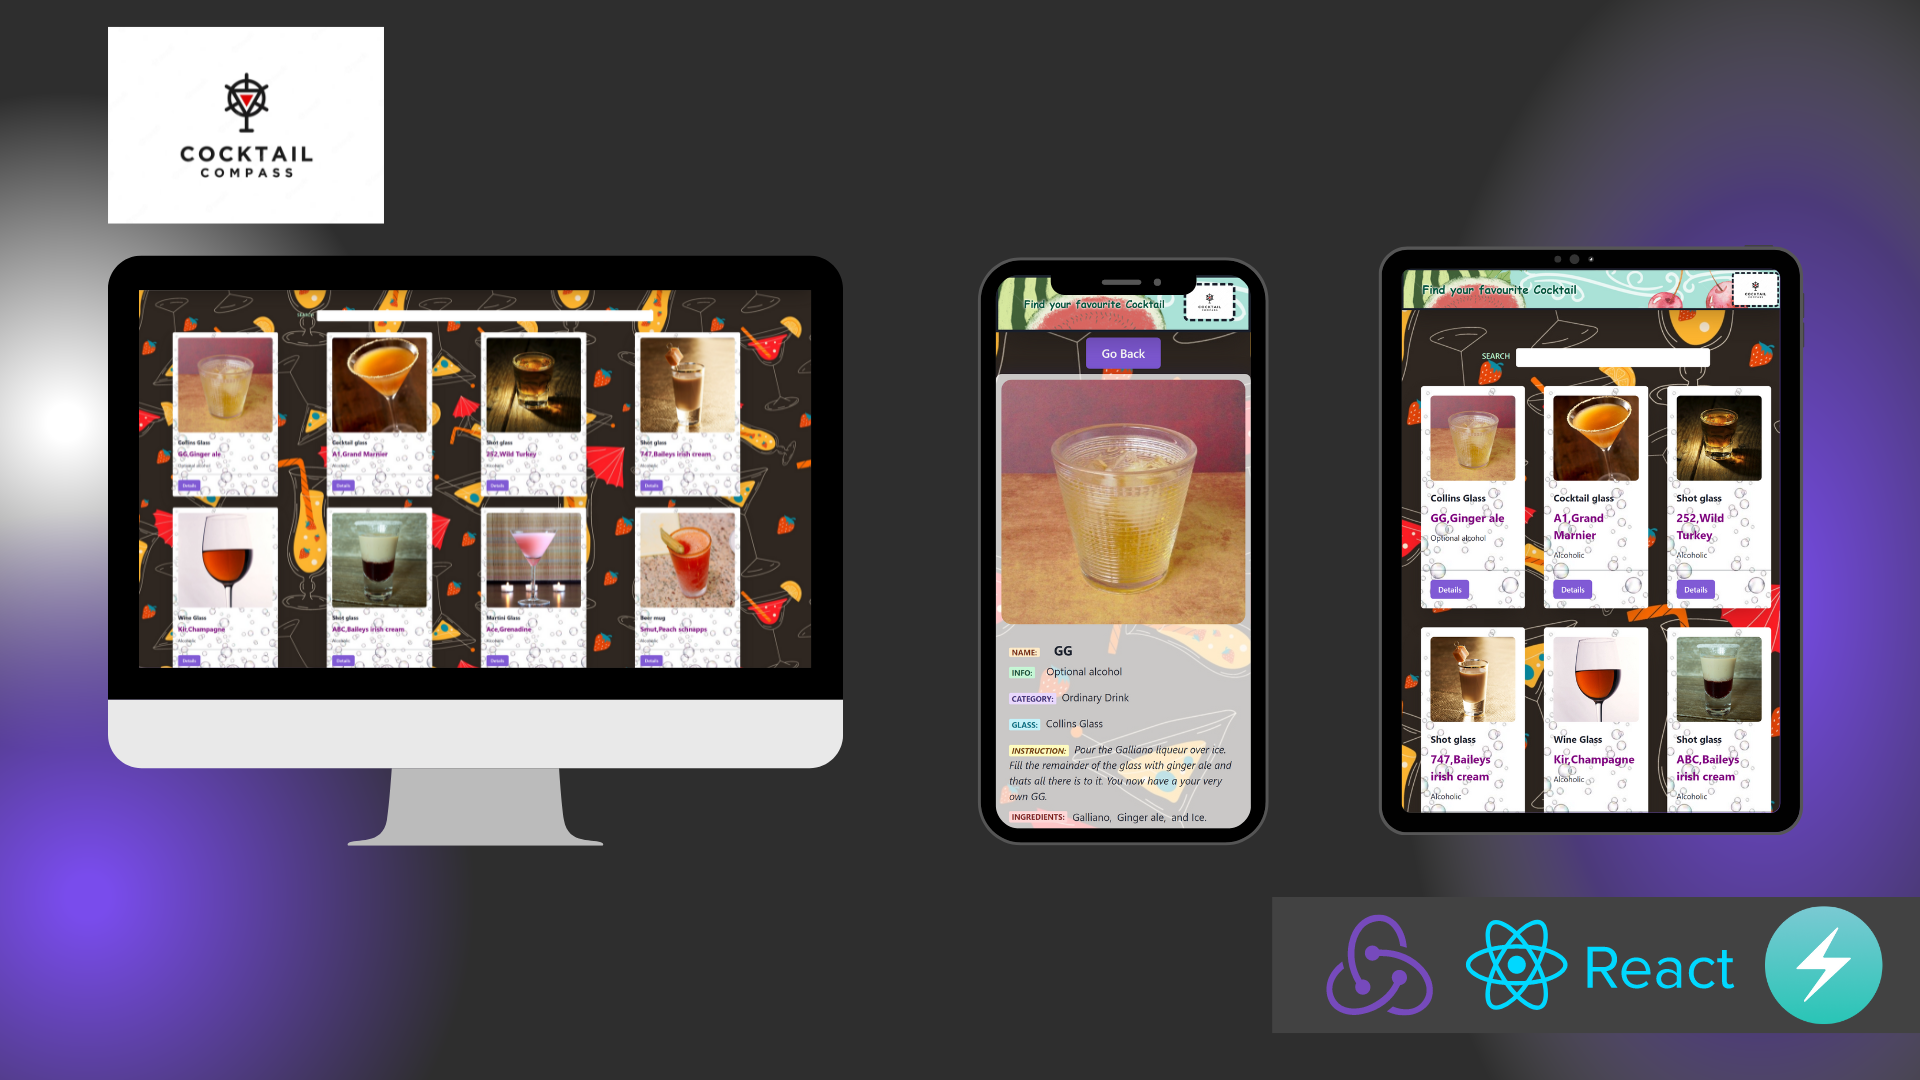 COCKTAIL
COMPASS
SEARCH
Collins Glass
GG,Ginger ale
Optional alcohol
Details
Cocktail glass
A1,Grand Marnier
Alcoholic
Details
Shot glass
252,Wild Turkey
Alcoholic
Details
Shot glass
747,Baileys irish cream
Alcoholic
Details
Wine Glass
Kir,Champagne
Alcoholic
Details
Shot glass
ABC,Baileys irish cream
Alcoholic
Details
Martini Glass
Ace,Grenadine
Alcoholic
Details
Beer mug
Smut,Peach schnapps
Alcoholic
Details
Find your favourite Cocktail
COCKTAIL
Go Back
NAME: GG
INFO: Optional alcohol
CATEGORY: Ordinary Drink
GLASS: Collins Glass
INSTRUCTION: Pour the Galliano liqueur over ice.
Fill the remainder of the glass with ginger ale and
thats all there is to it. You now have a your very
own GG.
INGREDIENTS: Galliano, Ginger ale, and Ice.
Find your favourite Cocktail
COCKTAIL
SEARCH
Collins Glass
GG,Ginger ale
Optional alcohol
Details
Cocktail glass
A1,Grand
Marnier
Alcoholic
Details
Shot glass
252,Wild
Turkey
Alcoholic
Details
Shot glass
747,Baileys
irish cream
Alcoholic
Wine Glass
Kir,Champagne
Alcoholic
Shot glass
ABC,Baileys
irish cream
Alcoholic
React